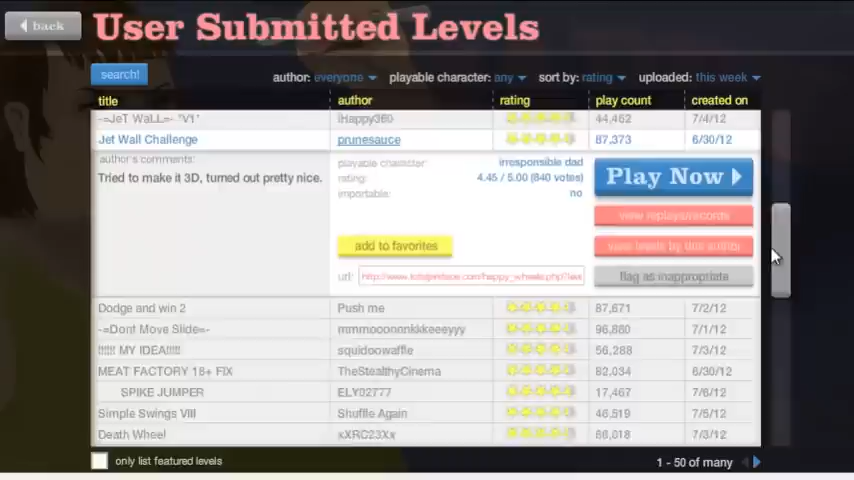 back
User Submitted Levels
search!
author: everyone playable character: any sort by: rating uploaded: this week
title author rating play count created on
-=JeT WaLL=- "V1" iHappy360 44,462 7/4/12
Jet Wall Challenge prunesauce 87,373 6/30/12
author's comments:
Tried to make it 3D, turned out pretty nice.
playable character: irresponsible dad
rating: 4.45 / 5.00 (840 votes)
importable: no
Play Now
view replays/records
add to favorites
view levels by this author
url:
flag as inappropriate
Dodge and win 2 Push me 87,671 7/2/12
-=Dont Move Slide=- 96,880 7/1/12
!!!!!! MY IDEA!!!!! squidoowaffle 56,288 7/3/12
MEAT FACTORY 18+ FIX TheStealthyCinema 82,034 6/30/12
SPIKE JUMPER ELY02777 17,467 7/6/12
Simple Swings VIII Shuffle Again 46,519 7/5/12
Death Wheel xXRC23Xx 86,018 7/3/12
only list featured levels
1 - 50 of many